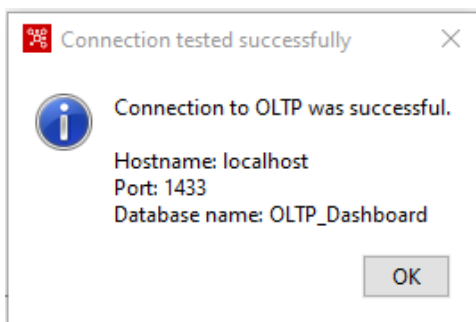 Connection tested successfully
Connection to OLTP was successful.
Hostname: localhost
Port: 1433
Database name: OLTP_Dashboard
OK